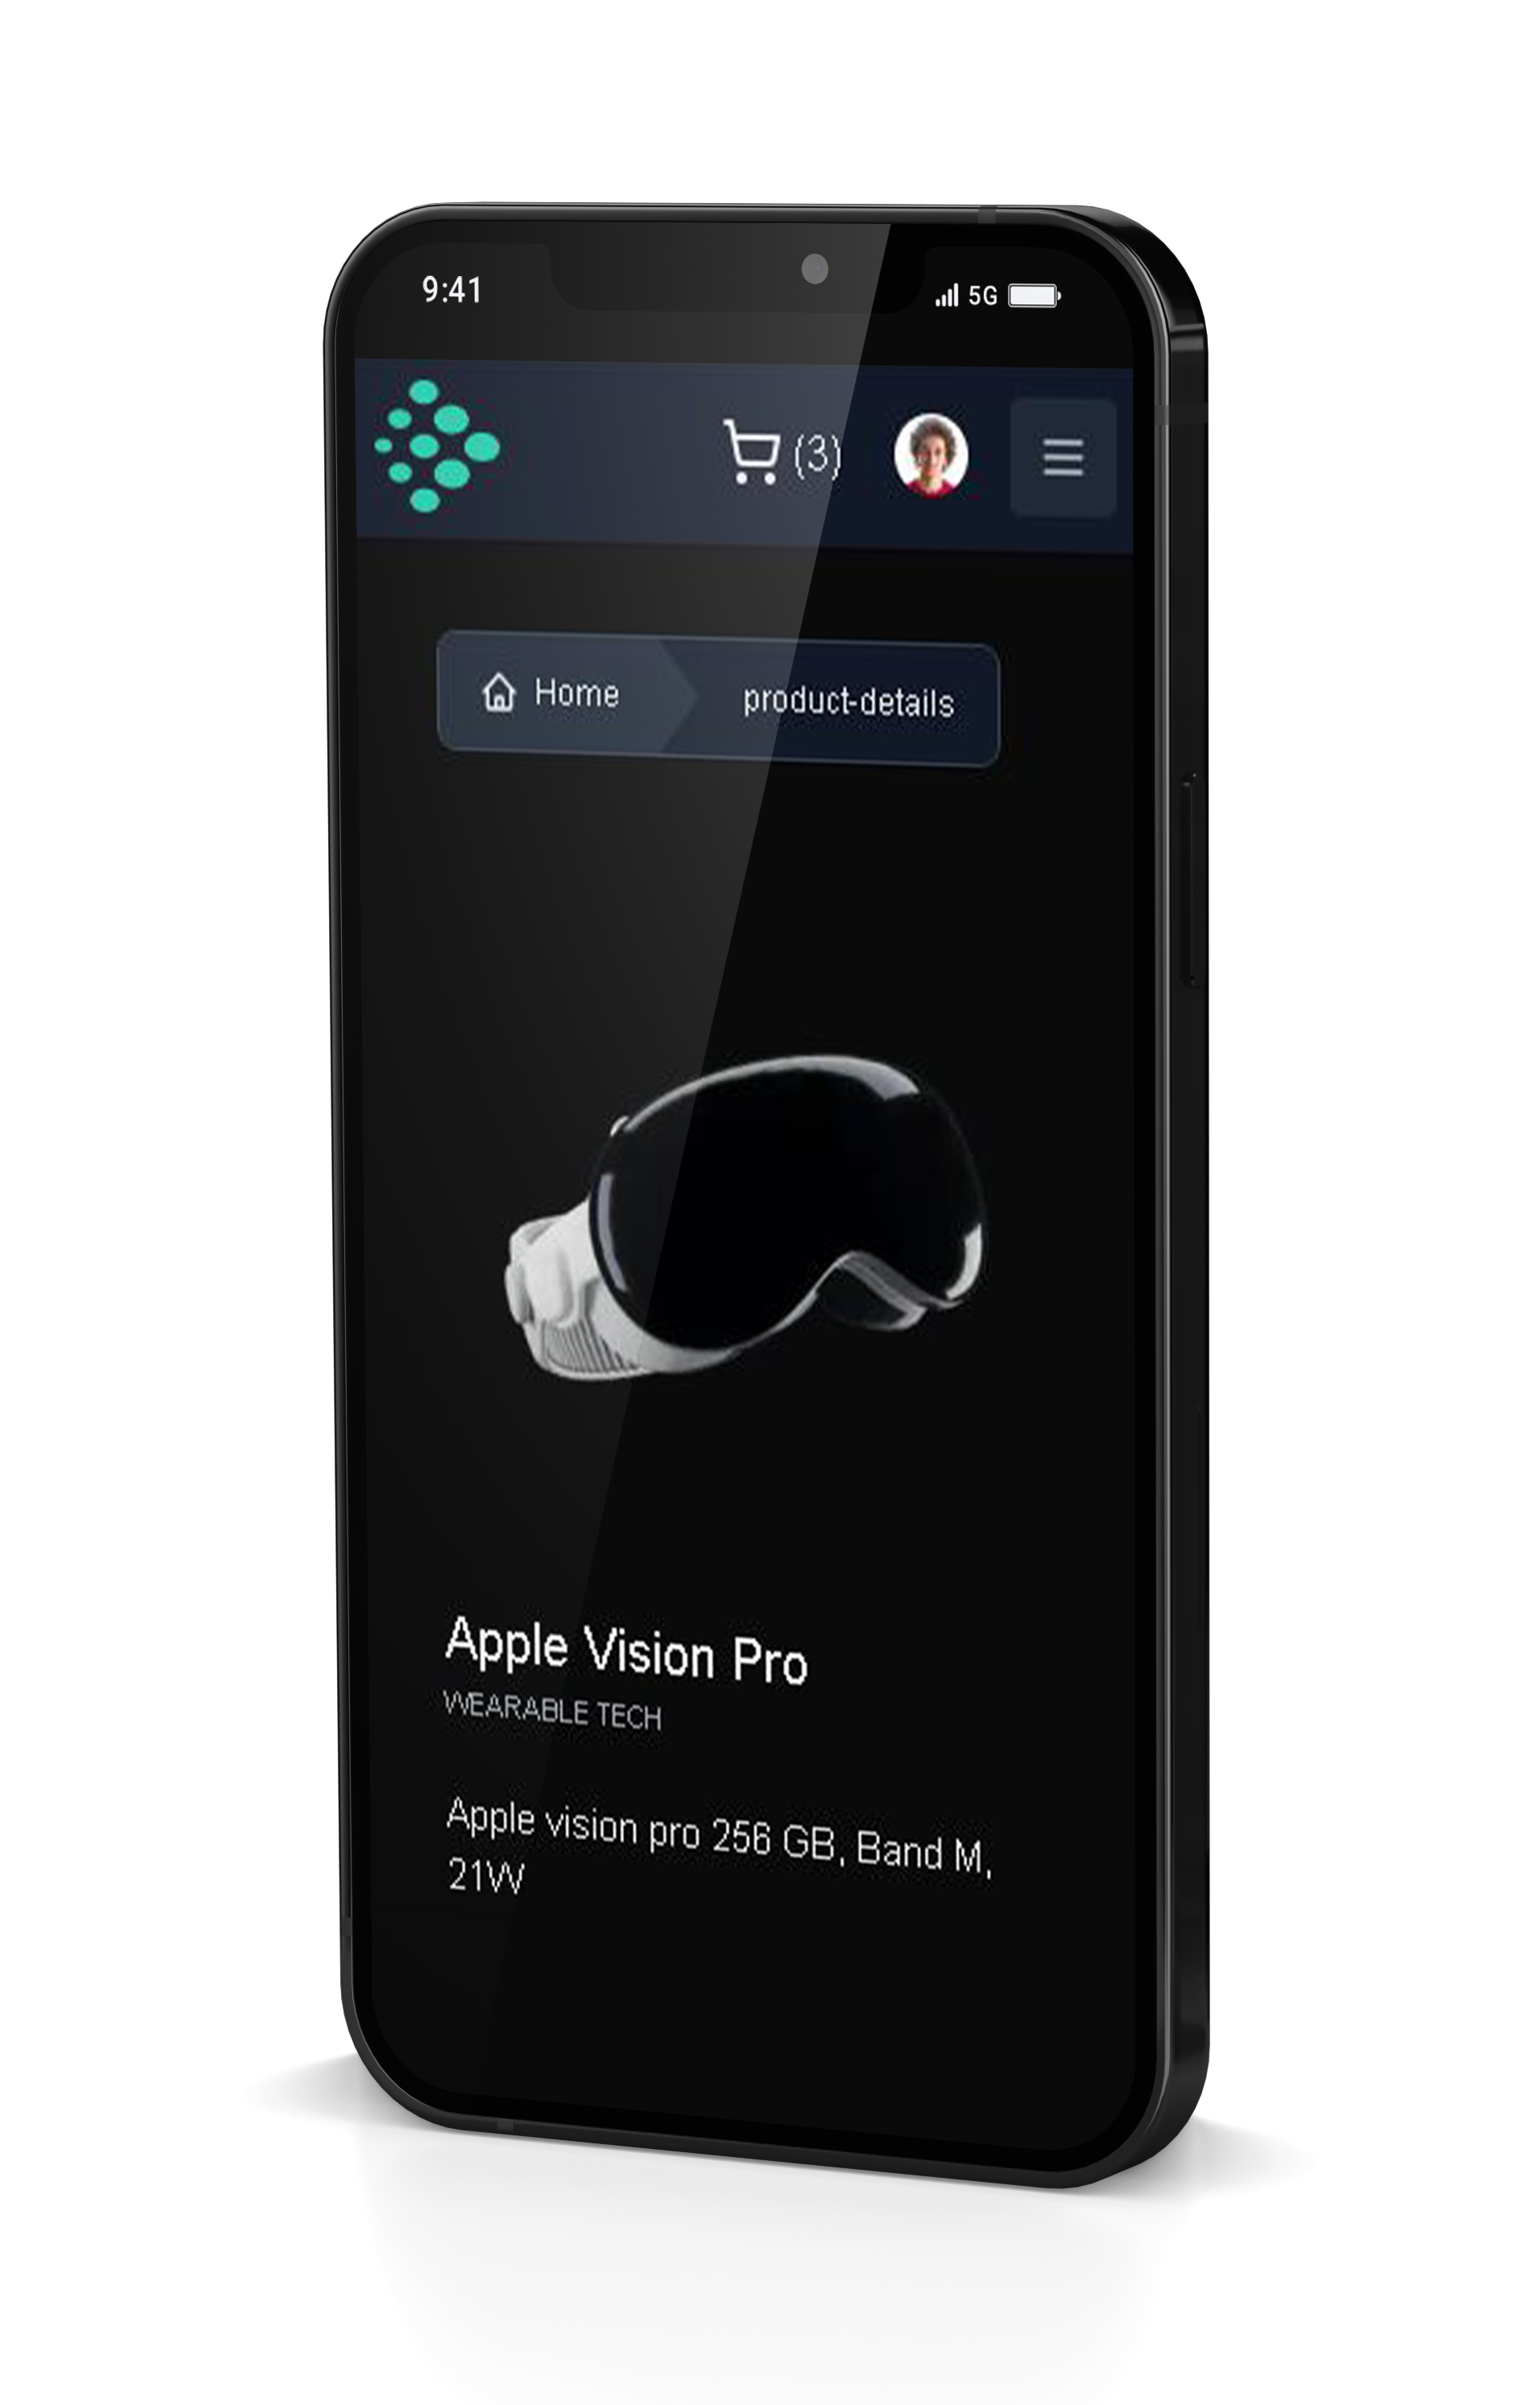 9:41
5G
(3)
Home
product-details
Apple Vision Pro
WEARABLE TECH
Apple vision pro 256 GB, Band M,
21W